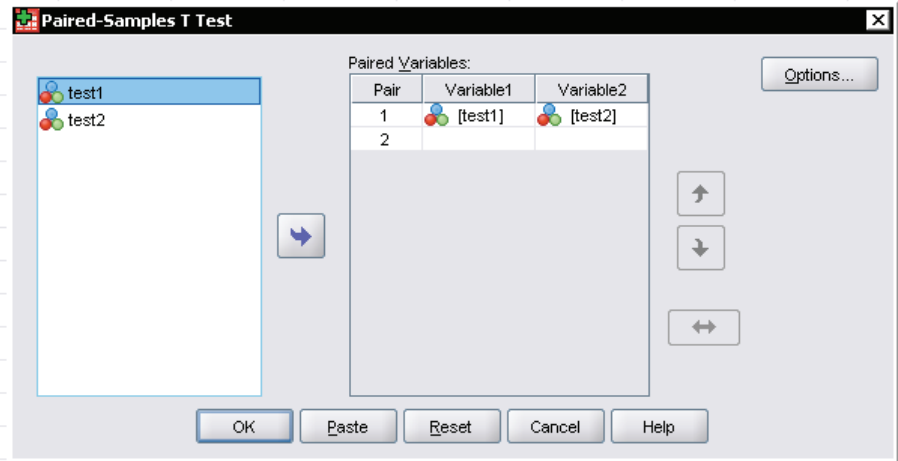 Paired-Samples T Test
Paired Variables:
Options...
test1
test2
Pair Variable1 Variable2
1 [test1] [test2]
2
OK Paste Reset Cancel Help